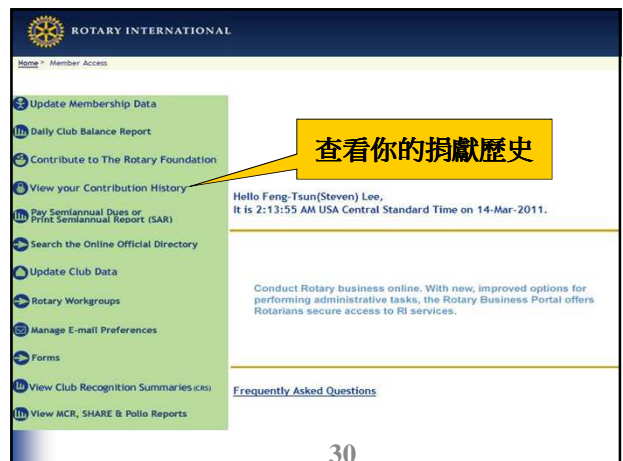 ROTARY INTERNATIONAL
Home > Member Access
Update Membership Data
Daily Club Balance Report
Contribute to The Rotary Foundation
View your Contribution History
Pay Semiannual Dues or
Print Semiannual Report (SAR)
Search the Online Official Directory
Update Club Data
Rotary Workgroups
Manage E-mail Preferences
Forms
View Club Recognition Summaries (CRS)
View MCR, SHARE & Polio Reports
查看你的捐獻歷史
Hello Feng-Tsun(Steven) Lee,
It is 2:13:55 AM USA Central Standard Time on 14-Mar-2011.
Conduct Rotary business online. With new, improved options for
performing administrative tasks, the Rotary Business Portal offers
Rotarians secure access to RI services.
Frequently Asked Questions
30